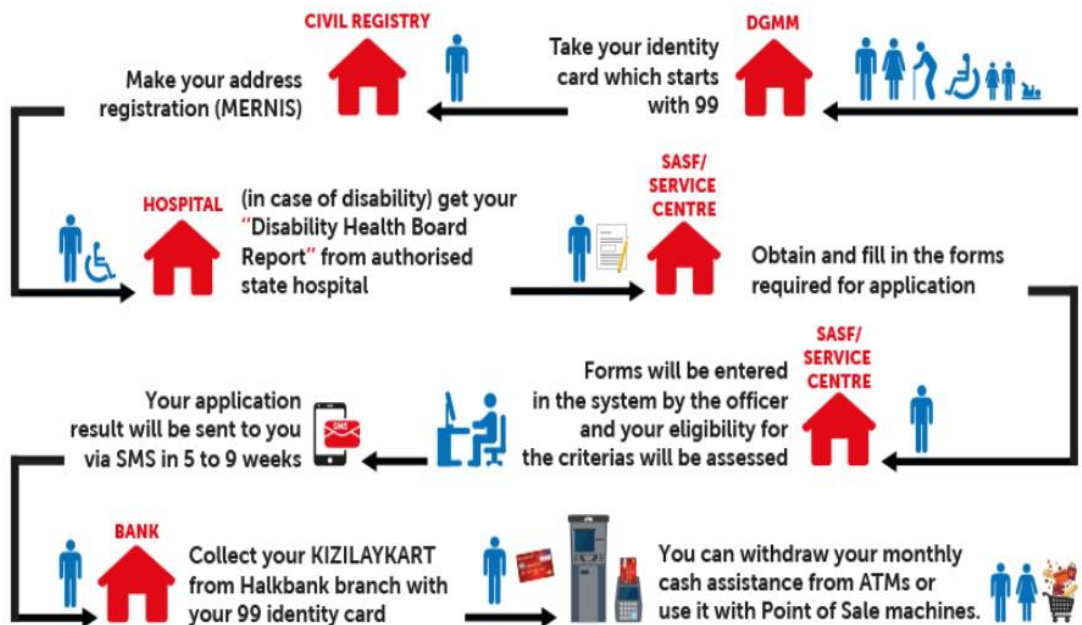 DGMM
Take your identity
card which starts
with 99
CIVIL REGISTRY
Make your address
registration (MERNIS)
HOSPITAL
(in case of disability) get your
"Disability Health Board
Report" from authorised
state hospital
SASF/
SERVICE
CENTRE
Obtain and fill in the forms
required for application
SASF/
SERVICE
CENTRE
Forms will be entered
in the system by the officer
and your eligibility for
the criterias will be assessed
SMS
Your application
result will be sent to you
via SMS in 5 to 9 weeks
BANK
Collect your KIZILAYKART
from Halkbank branch with
your 99 identity card
You can withdraw your monthly
cash assistance from ATMs or
use it with Point of Sale machines.